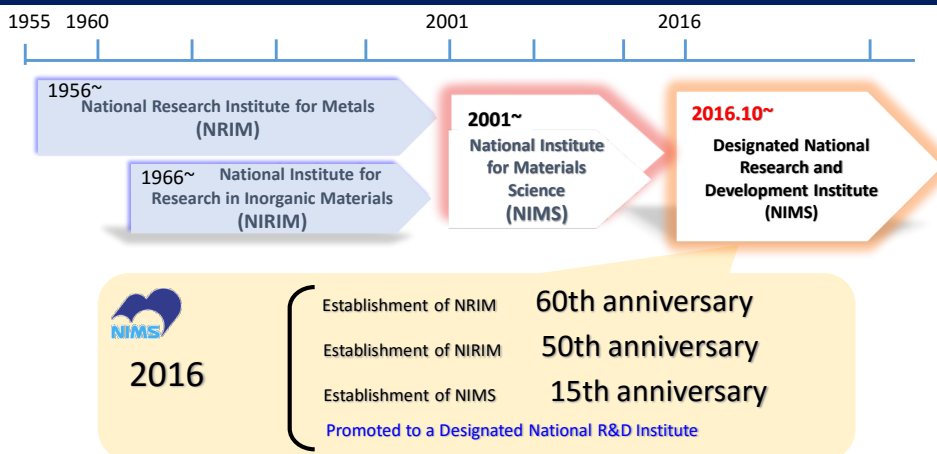 1955 1960 2001 2016
1956~
National Research Institute for Metals
(NRIM)
1966~ National Institute for
Research in Inorganic Materials
(NIRIM)
2001~
National Institute
for Materials
Science
(NIMS)
2016.10~
Designated National
Research and
Development Institute
(NIMS)
NIMS
2016
Establishment of NRIM 60th anniversary
Establishment of NIRIM 50th anniversary
Establishment of NIMS 15th anniversary
Promoted to a Designated National R&D Institute